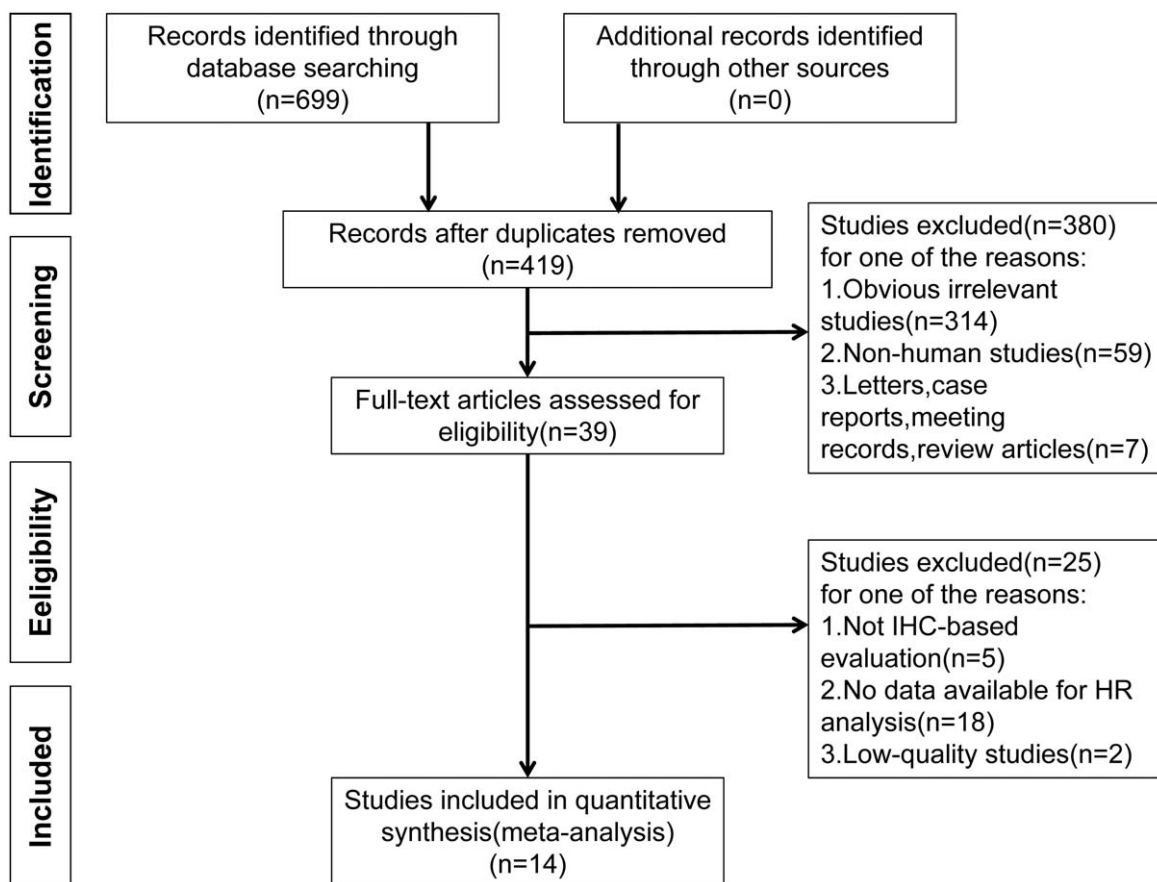 Identification
Records identified through
database searching
(n=699)
Additional records identified
through other sources
(n=0)
Screening
Records after duplicates removed
(n=419)
Studies excluded(n=380)
for one of the reasons:
1.Obvious irrelevant
studies(n=314)
2.Non-human studies(n=59)
3.Letters,case
reports,meeting
records,review articles(n=7)
Full-text articles assessed for
eligibility(n=39)
Eeligibility
Studies excluded(n=25)
for one of the reasons:
1.Not IHC-based
evaluation(n=5)
2.No data available for HR
analysis(n=18)
3.Low-quality studies(n=2)
Included
Studies included in quantitative
synthesis(meta-analysis)
(n=14)